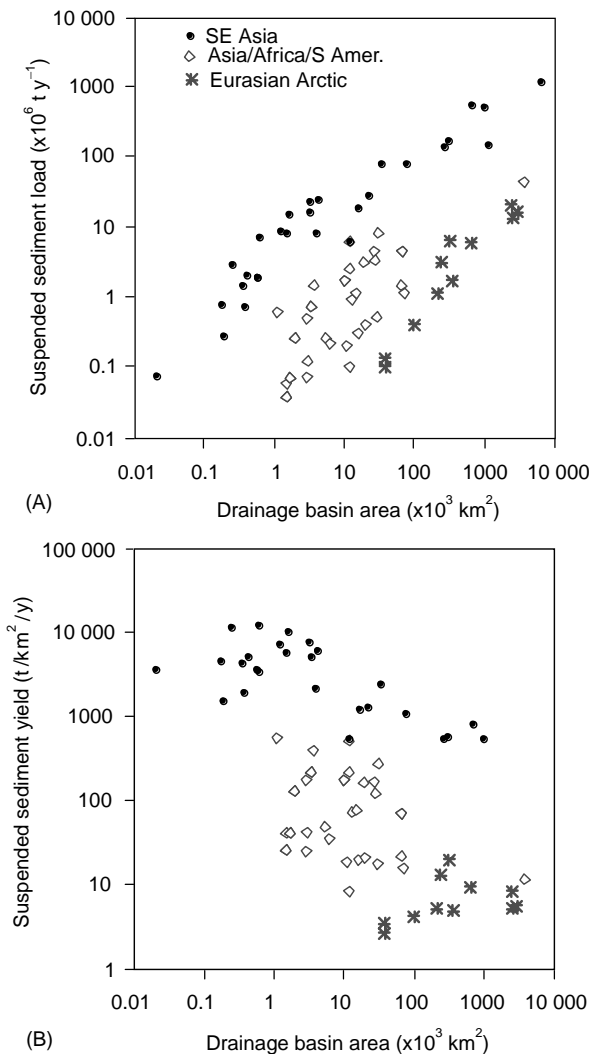 10 000
SE Asia
Asia/Africa/S Amer.
Eurasian Arctic
1000
100
10
1
0.1
0.01
Suspended sediment load (x10⁶ t y⁻¹)
0.01 0.1 1 10 100 1000 10 000
(A)
Drainage basin area (x10³ km²)
100 000
10 000
1000
100
10
1
Suspended sediment yield (t/km²/y)
0.01 0.1 1 10 100 1000 10 000
(B)
Drainage basin area (x10³ km²)